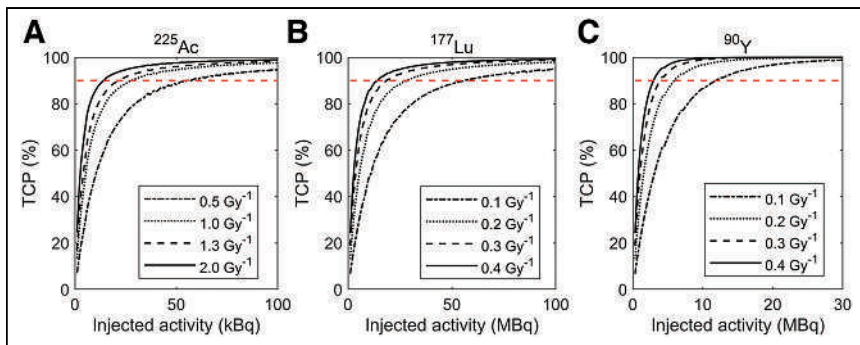 A
225Ac
TCP (%)
100
80
60
40
20
0
0.5 Gy-1
1.0 Gy-1
1.3 Gy-1
2.0 Gy-1
0
50
100
Injected activity (kBq)
B
177Lu
TCP (%)
100
80
60
40
20
0
0.1 Gy-1
0.2 Gy-1
0.3 Gy-1
0.4 Gy-1
0
50
100
Injected activity (MBq)
C
90Y
TCP (%)
100
80
60
40
20
0
0.1 Gy-1
0.2 Gy-1
0.3 Gy-1
0.4 Gy-1
0
10
20
30
Injected activity (MBq)